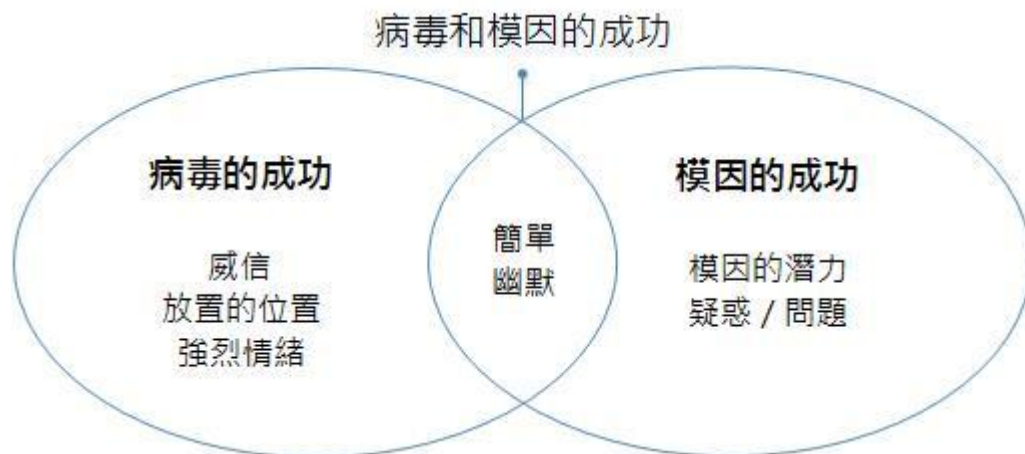 病毒和模因的成功
病毒的成功
威信
放置的位置
強烈情緒
簡單
幽默
模因的成功
模因的潛力
疑惑 / 問題